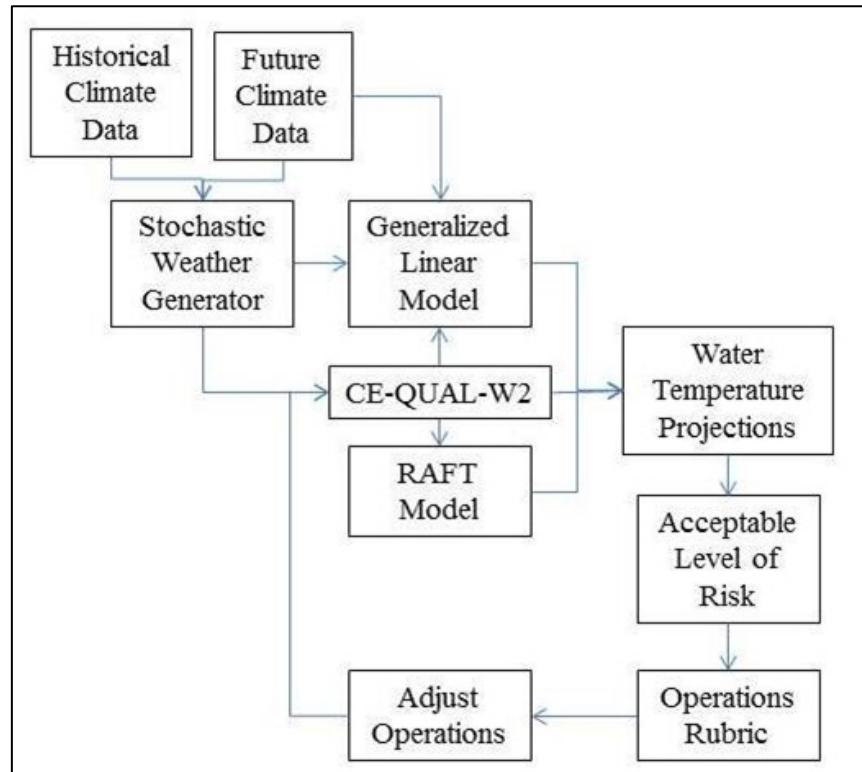 Historical
Climate
Data
Future
Climate
Data
Stochastic
Weather
Generator
Generalized
Linear
Model
CE-QUAL-W2
RAFT
Model
Water
Temperature
Projections
Acceptable
Level of
Risk
Adjust
Operations
Operations
Rubric